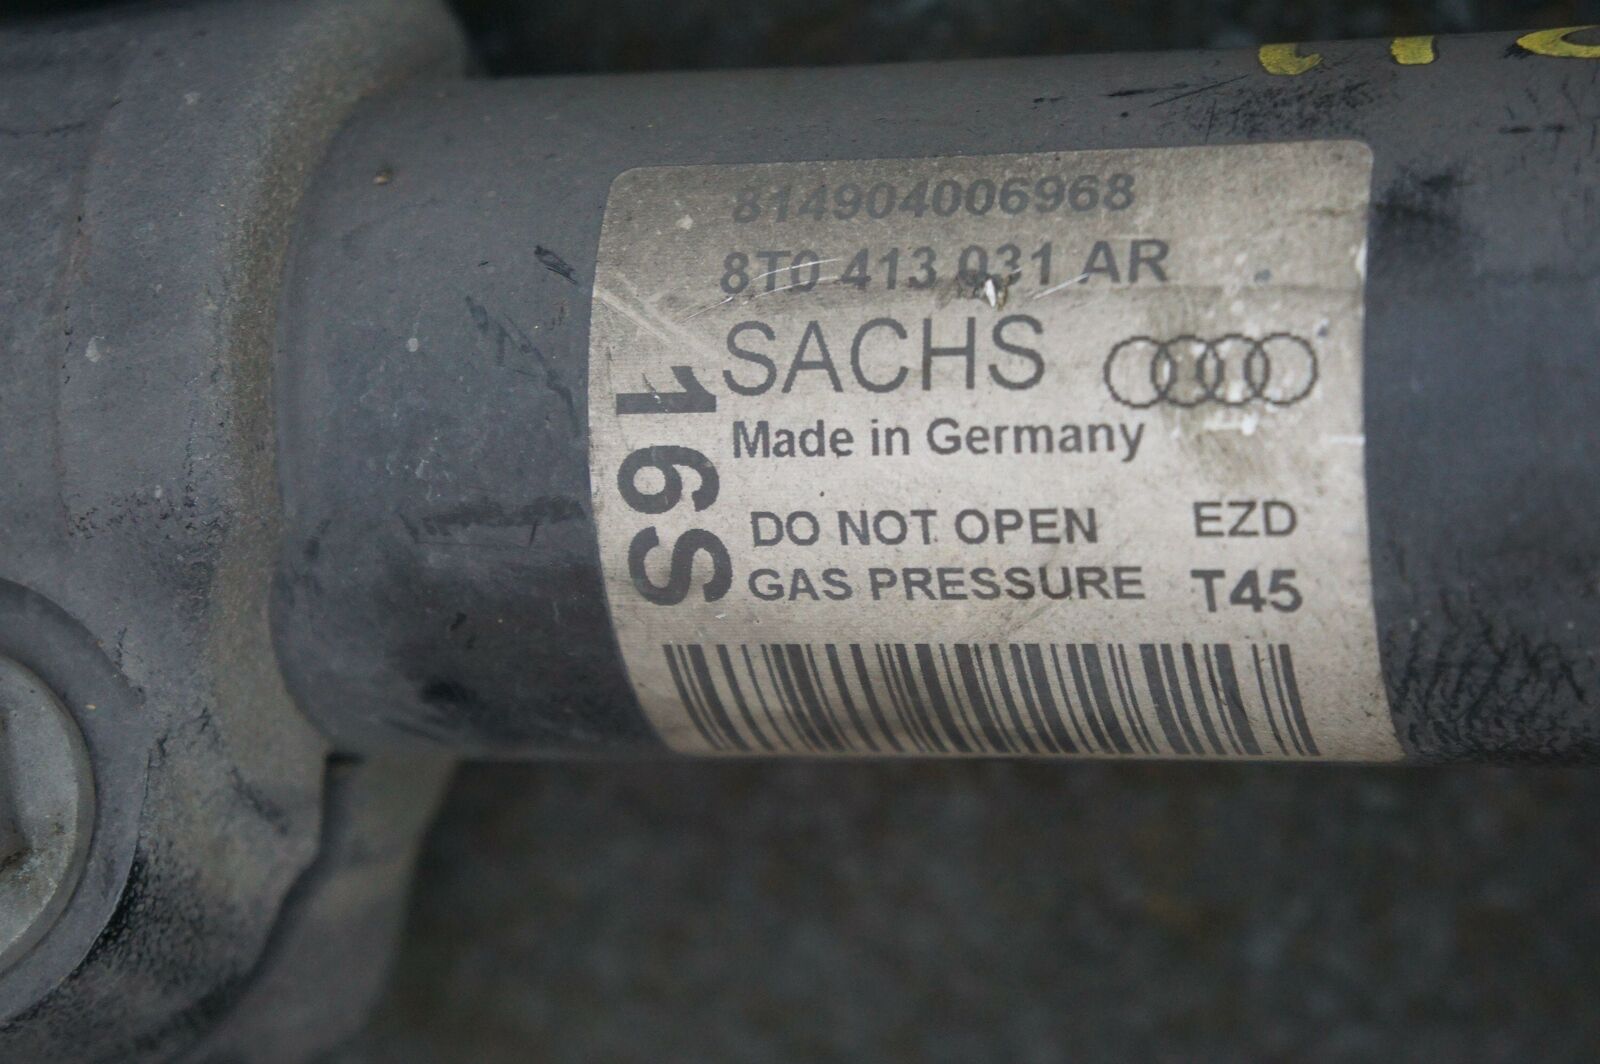 814904006968
8T0 413 031 AR
SACHS
Made in Germany
16S
DO NOT OPEN EZD
GAS PRESSURE T45